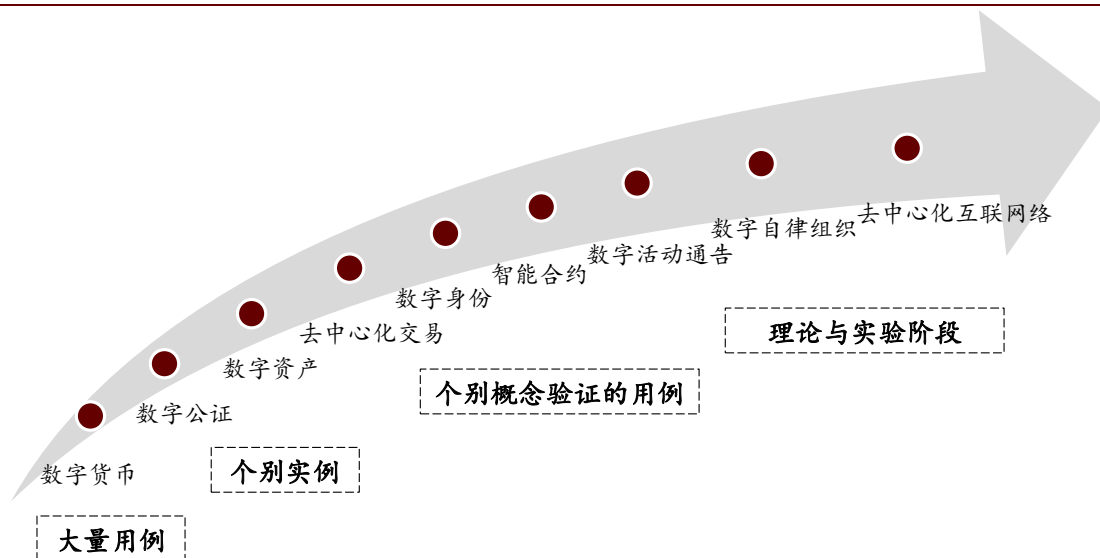 数字货币
数字公证
数字资产
去中心化交易
数字身份
智能合约
数字活动通告
数字自律组织
去中心化互联网络
大量用例
个别实例
个别概念验证的用例
理论与实验阶段